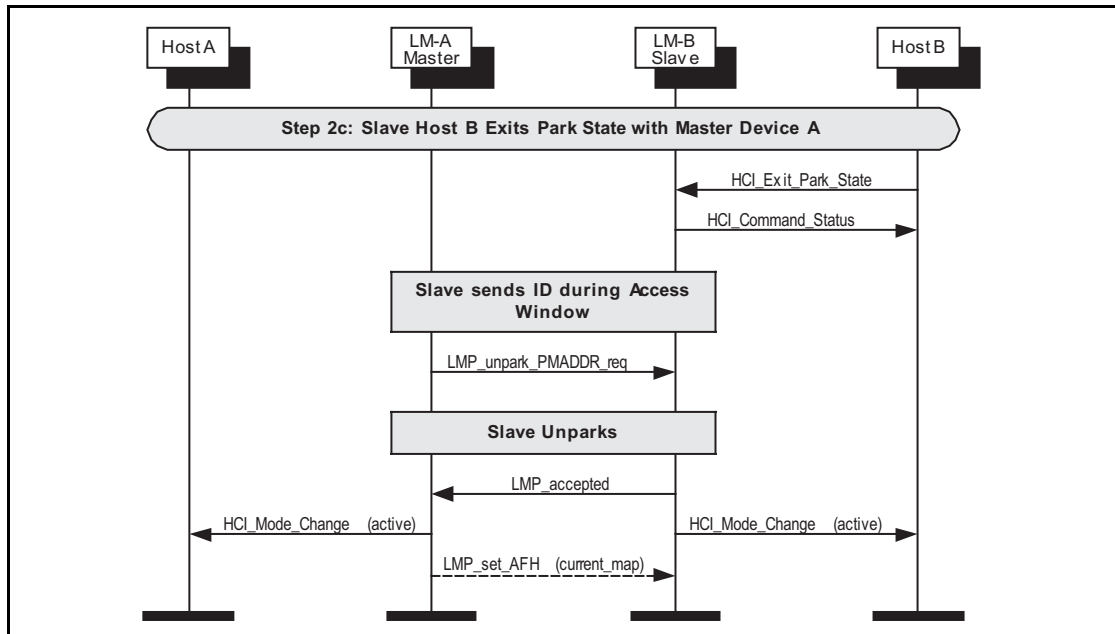 Host A
LM-A
Master
LM-B
Slave
Host B
Step 2c: Slave Host B Exits Park State with Master Device A
HCI_Exit_Park_State
HCI_Command_Status
Slave sends ID during Access
Window
LMP_unpark_PMADDR_req
Slave Unparks
LMP_accepted
HCI_Mode_Change (active)
HCI_Mode_Change (active)
LMP_set_AFH (current_map)